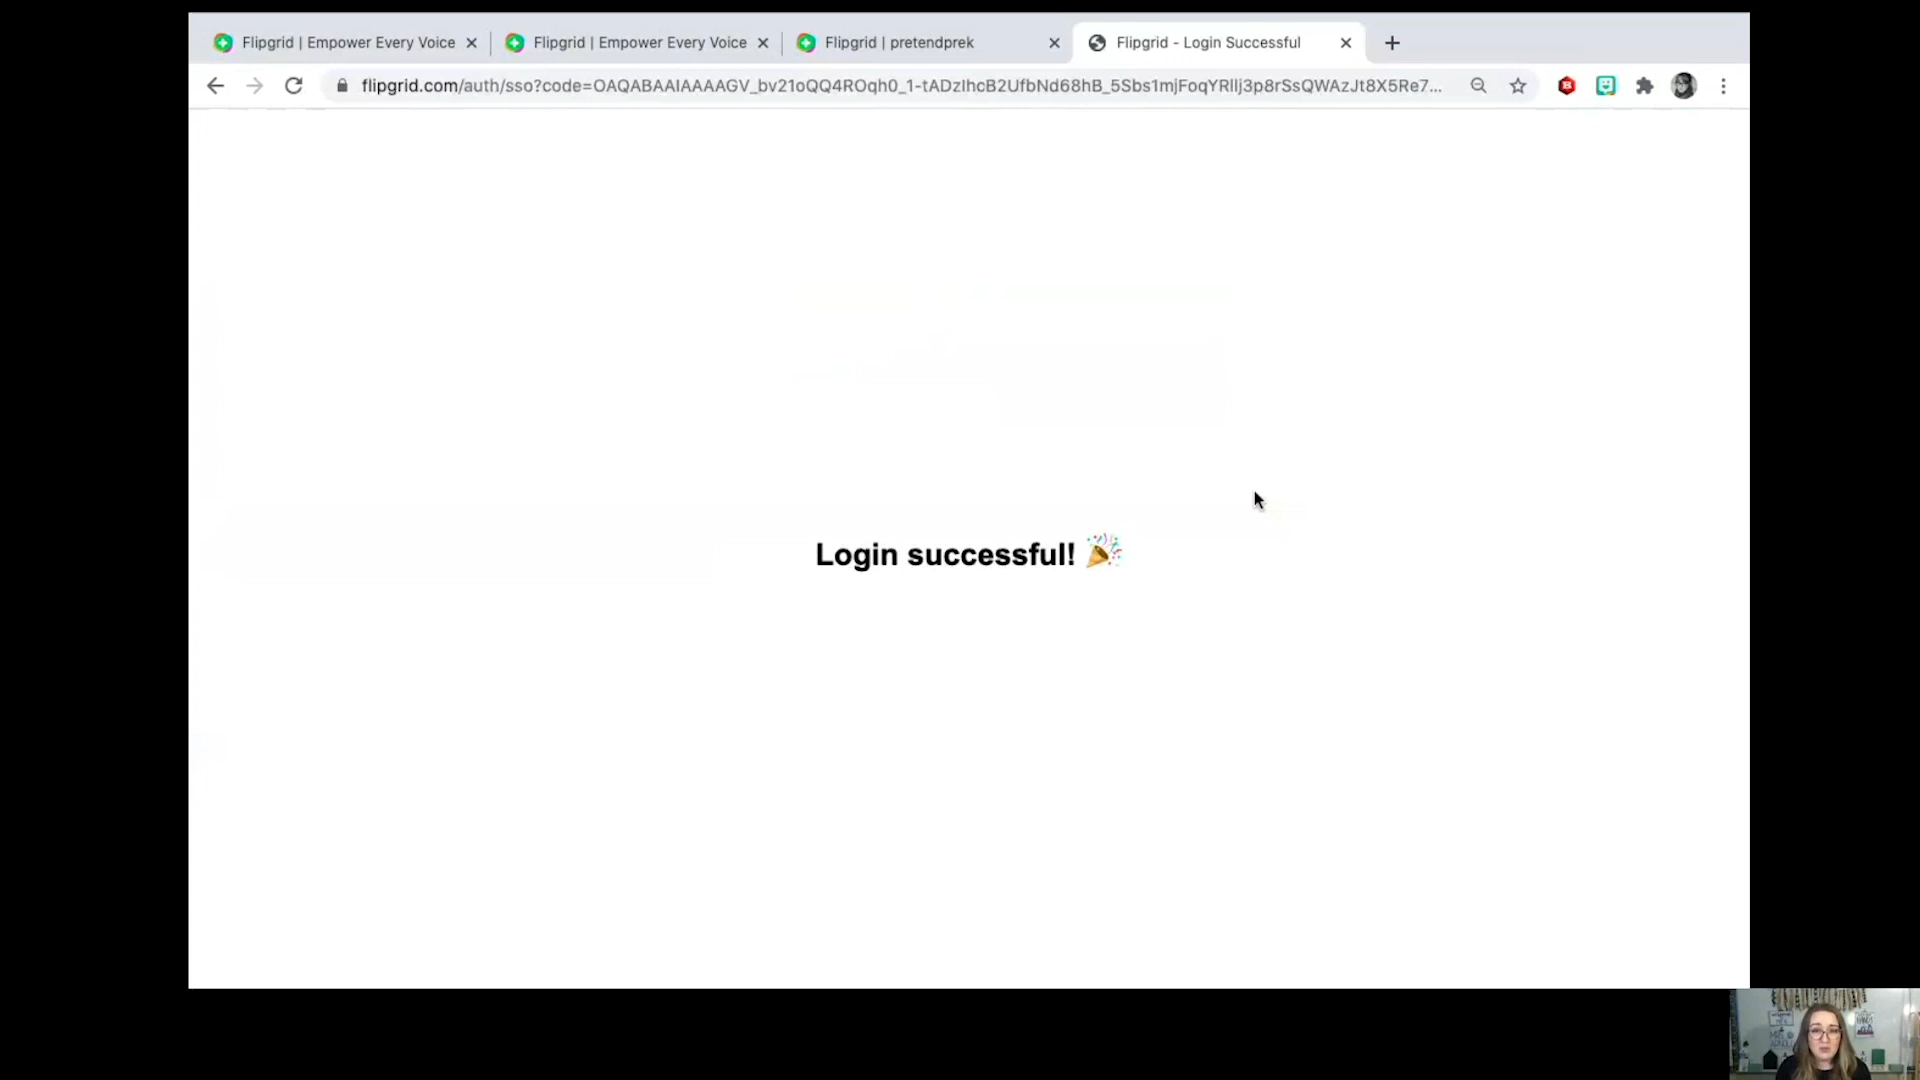 Flipgrid | Empower Every Voice
Flipgrid | Empower Every Voice
Flipgrid | pretendprek
Flipgrid - Login Successful
flipgrid.com/auth/sso?code=OAQABAAIAAAAGV_bv21oQQ4ROqh0_1-tADzIhcB2UfbNd68hB_5Sbs1mjFoqYRllj3p8rSsQWAzJt8X5Re7...
Login successful! 🎉